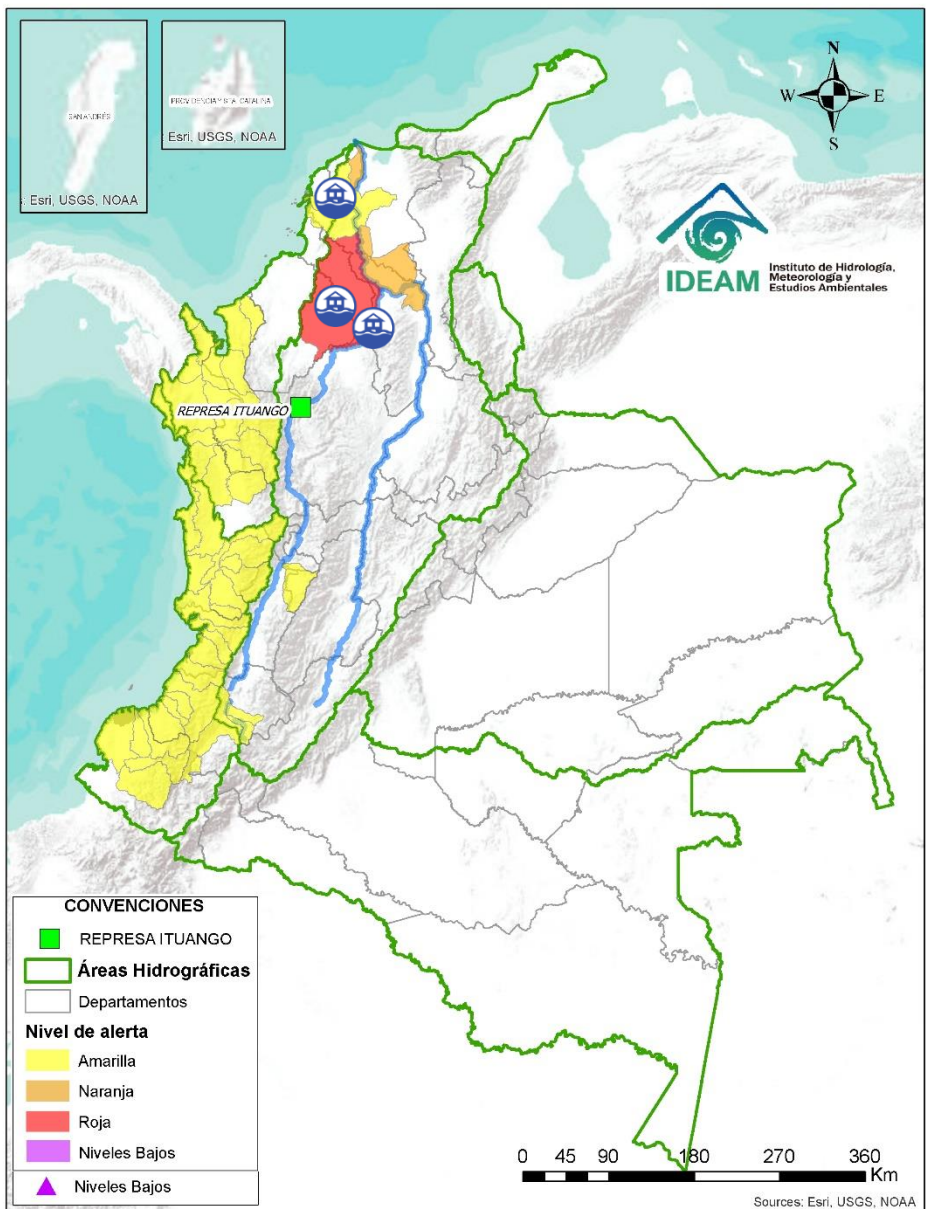 SAN ANDRÉS
: Esri, USGS, NOAA
PROVIDENCIA Y STA. CATALINA
Esri, USGS, NOAA
N
W
E
S
IDEAM
Instituto de Hidrología,
Meteorología y
Estudios Ambientales
REPRESA ITUANGO
CONVENCIONES
REPRESA ITUANGO
Áreas Hidrográficas
Departamentos
Nivel de alerta
Amarilla
Naranja
Roja
Niveles Bajos
Niveles Bajos
0 45 90 180 270 360
Km
Sources: Esri, USGS, NOAA